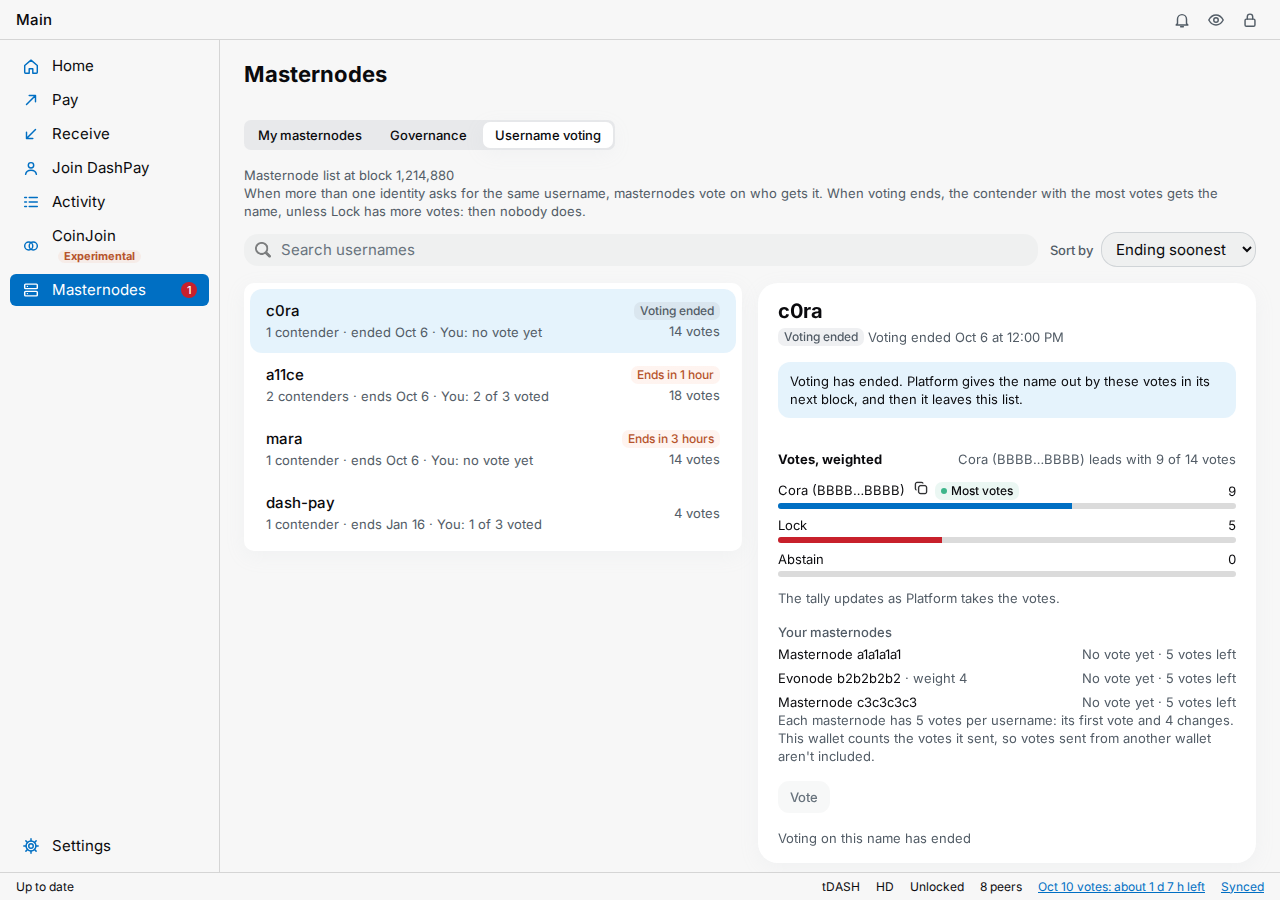 Main
Home
Pay
Receive
Join DashPay
Activity
CoinJoin
Experimental
Masternodes 1
Settings
Masternodes
My masternodes Governance Username voting
Masternode list at block 1,214,880
When more than one identity asks for the same username, masternodes vote on who gets it. When voting ends, the contender with the most votes gets the
name, unless Lock has more votes: then nobody does.
Search usernames Sort by Ending soonest
c0ra Voting ended
1 contender · ended Oct 6 · You: no vote yet 14 votes
a11ce Ends in 1 hour
2 contenders · ends Oct 6 · You: 2 of 3 voted 18 votes
mara Ends in 3 hours
1 contender · ends Oct 6 · You: no vote yet 14 votes
dash-pay
1 contender · ends Jan 16 · You: 1 of 3 voted 4 votes
c0ra
Voting ended Voting ended Oct 6 at 12:00 PM
Voting has ended. Platform gives the name out by these votes in its
next block, and then it leaves this list.
Votes, weighted Cora (BBBB…BBBB) leads with 9 of 14 votes
Cora (BBBB…BBBB) Most votes 9
Lock 5
Abstain 0
The tally updates as Platform takes the votes.
Your masternodes
Masternode a1a1a1a1 No vote yet · 5 votes left
Evonode b2b2b2b2 · weight 4 No vote yet · 5 votes left
Masternode c3c3c3c3 No vote yet · 5 votes left
Each masternode has 5 votes per username: its first vote and 4 changes.
This wallet counts the votes it sent, so votes sent from another wallet
aren't included.
Vote
Voting on this name has ended
Up to date tDASH HD Unlocked 8 peers Oct 10 votes: about 1 d 7 h left Synced